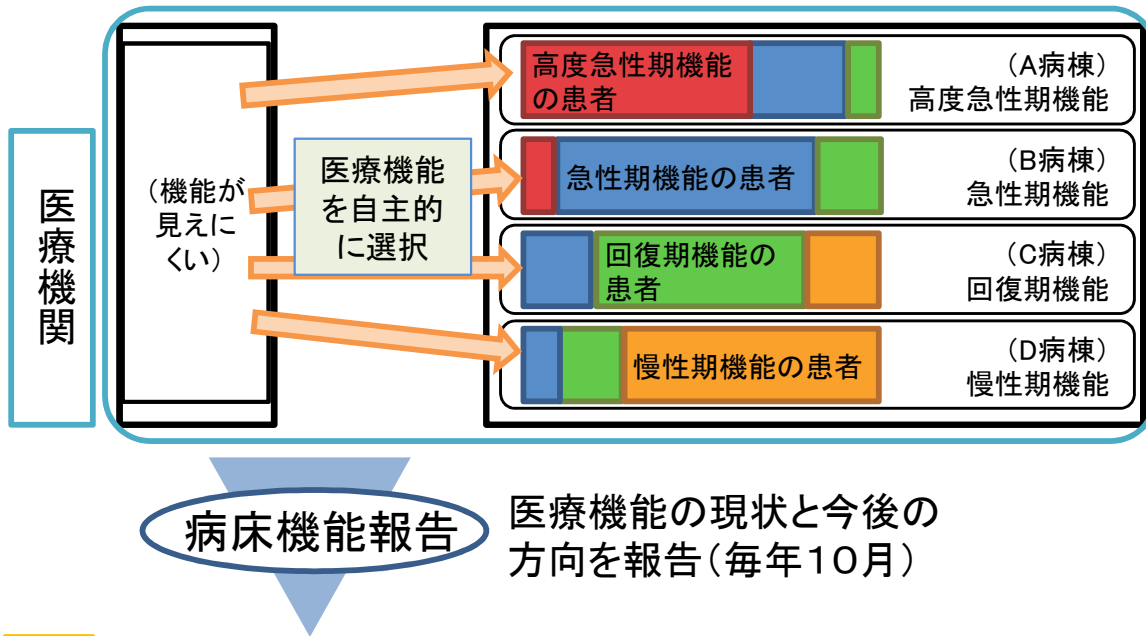 医療機関
（機能が
見えに
くい）
医療機能
を自主的
に選択
高度急性期機能
の患者
（A病棟）
高度急性期機能
急性期機能の患者
（B病棟）
急性期機能
回復期機能の
患者
（C病棟）
回復期機能
慢性期機能の患者
（D病棟）
慢性期機能
病床機能報告
医療機能の現状と今後の
方向を報告（毎年１０月）